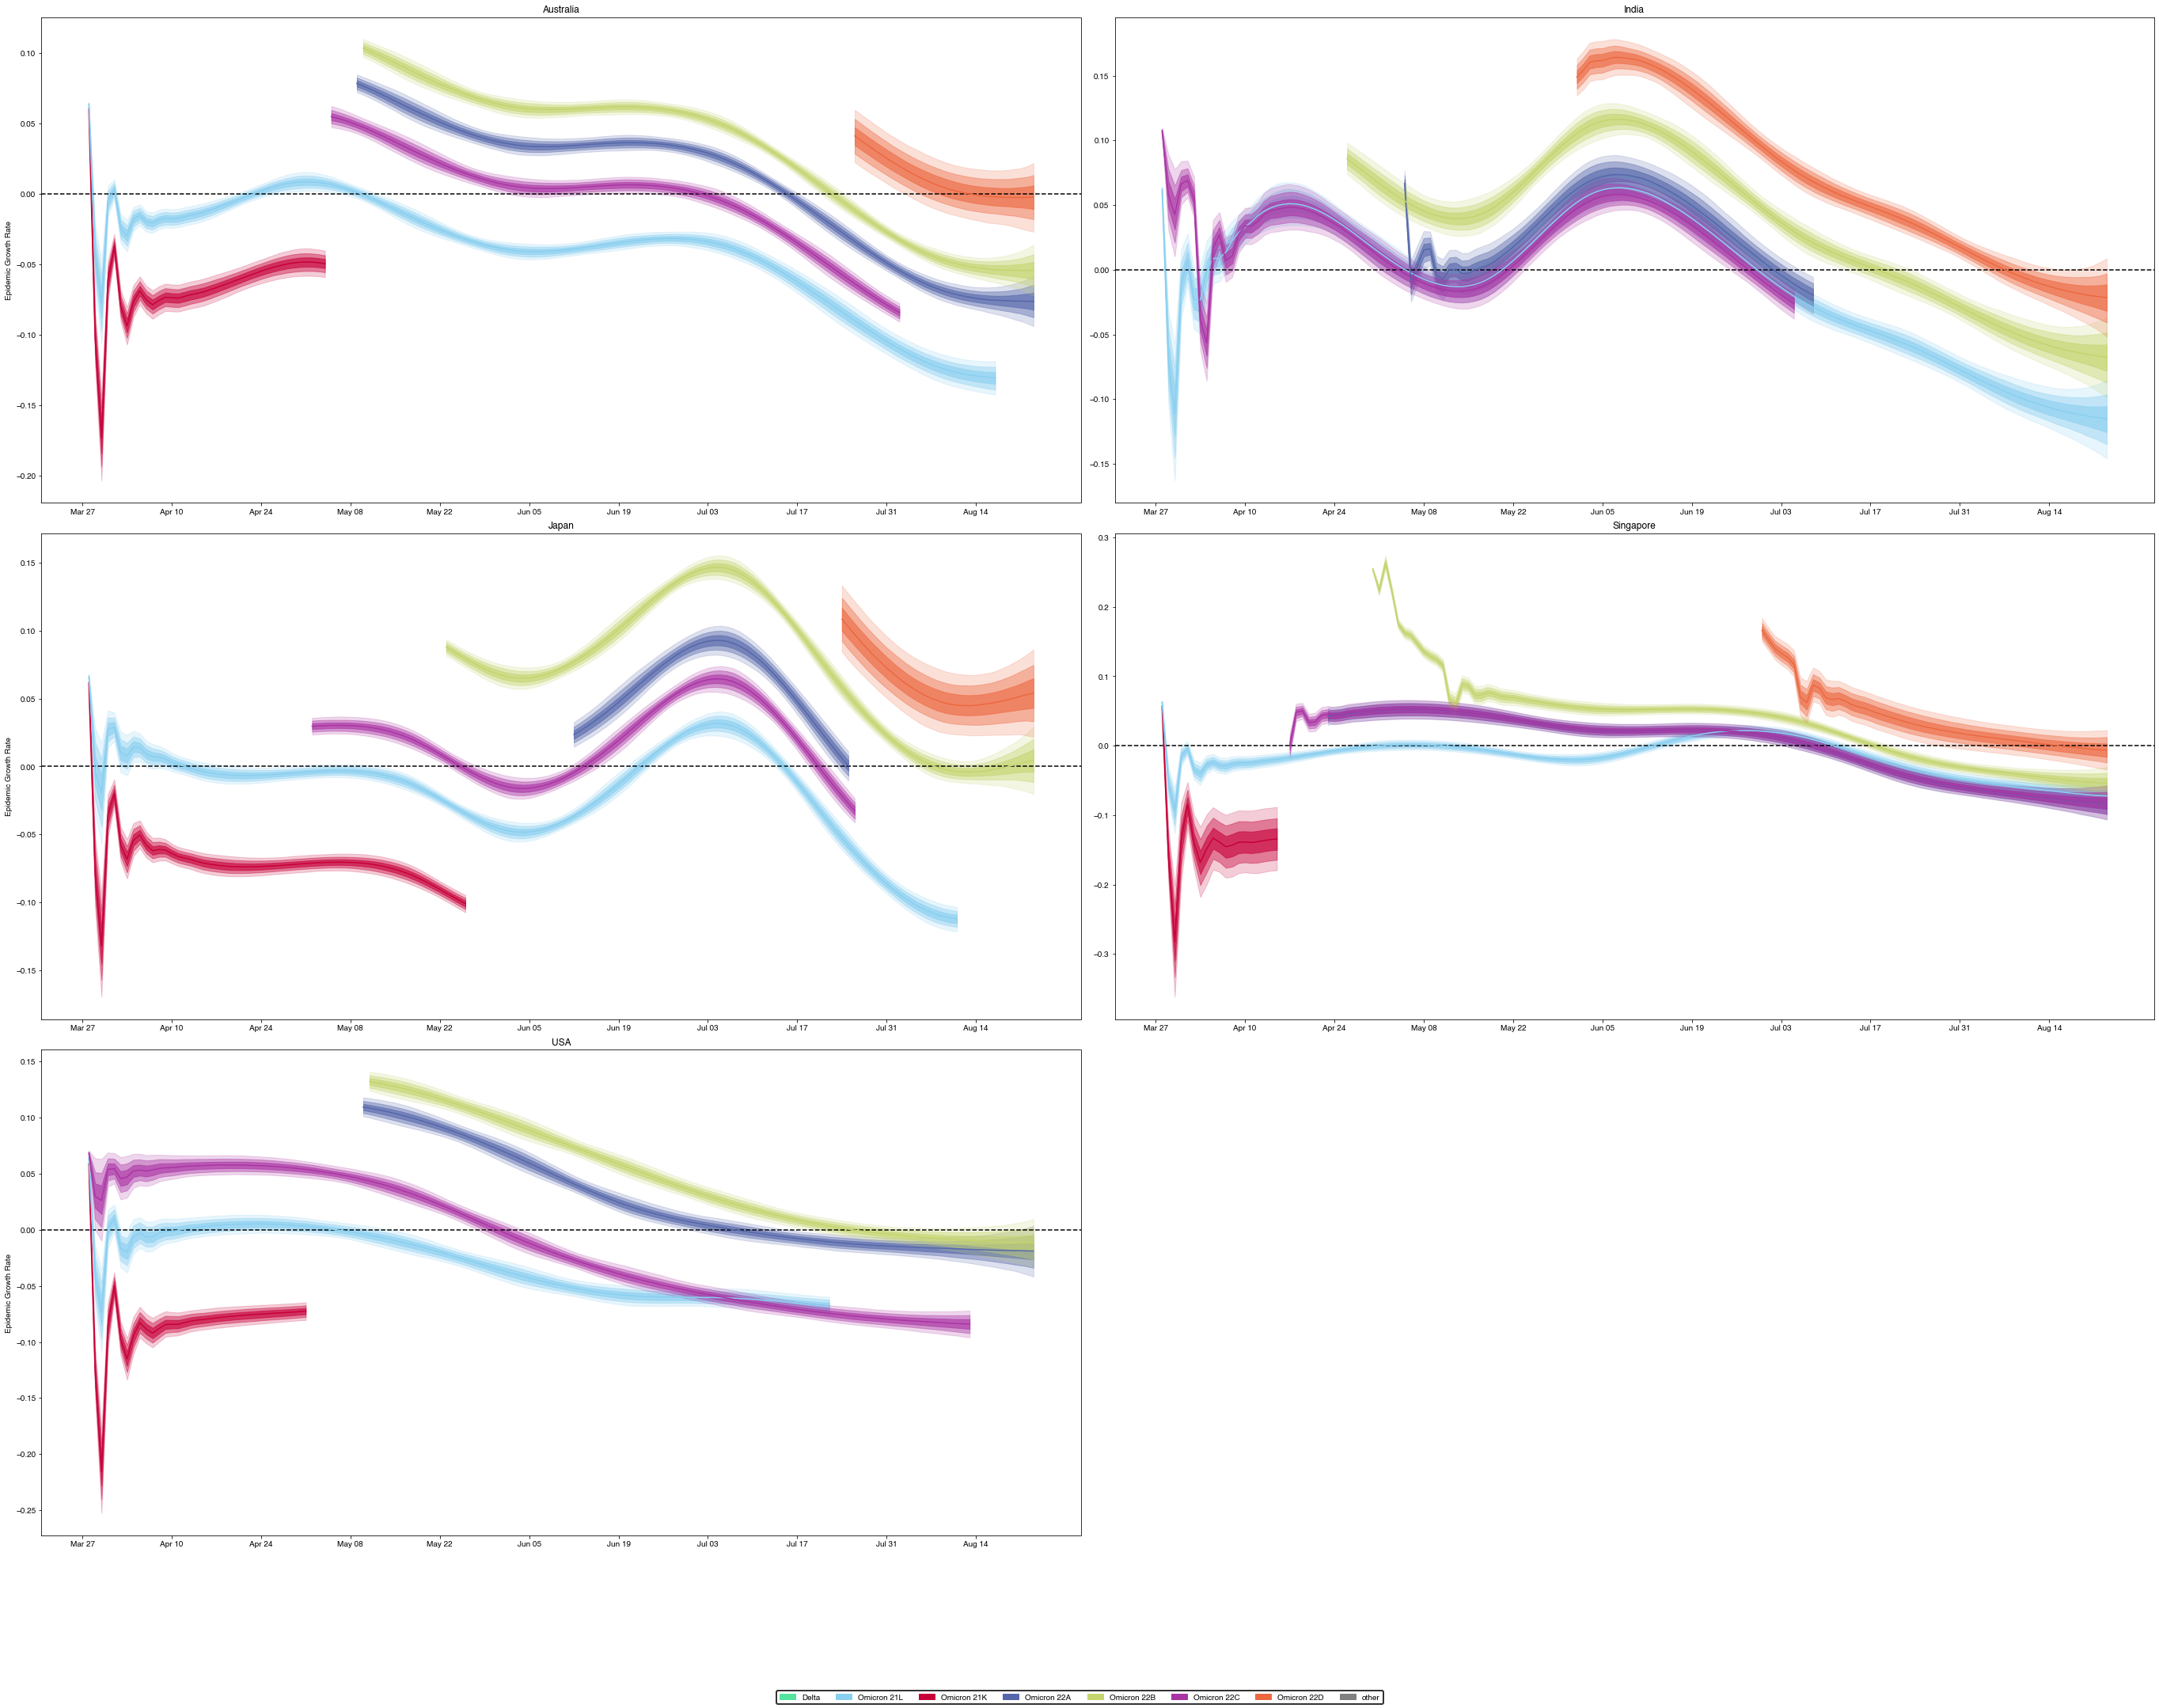 Australia
Epidemic Growth Rate
0.10
0.05
0.00
−0.05
−0.10
−0.15
−0.20
Mar 27 Apr 10 Apr 24 May 08 May 22 Jun 05 Jun 19 Jul 03 Jul 17 Jul 31 Aug 14
India
0.15
0.10
0.05
0.00
−0.05
−0.10
−0.15
Mar 27 Apr 10 Apr 24 May 08 May 22 Jun 05 Jun 19 Jul 03 Jul 17 Jul 31 Aug 14
Japan
Epidemic Growth Rate
0.15
0.10
0.05
0.00
−0.05
−0.10
−0.15
Mar 27 Apr 10 Apr 24 May 08 May 22 Jun 05 Jun 19 Jul 03 Jul 17 Jul 31 Aug 14
Singapore
0.3
0.2
0.1
0.0
−0.1
−0.2
−0.3
Mar 27 Apr 10 Apr 24 May 08 May 22 Jun 05 Jun 19 Jul 03 Jul 17 Jul 31 Aug 14
USA
Epidemic Growth Rate
0.15
0.10
0.05
0.00
−0.05
−0.10
−0.15
−0.20
−0.25
Mar 27 Apr 10 Apr 24 May 08 May 22 Jun 05 Jun 19 Jul 03 Jul 17 Jul 31 Aug 14
Delta Omicron 21L Omicron 21K Omicron 22A Omicron 22B Omicron 22C Omicron 22D other